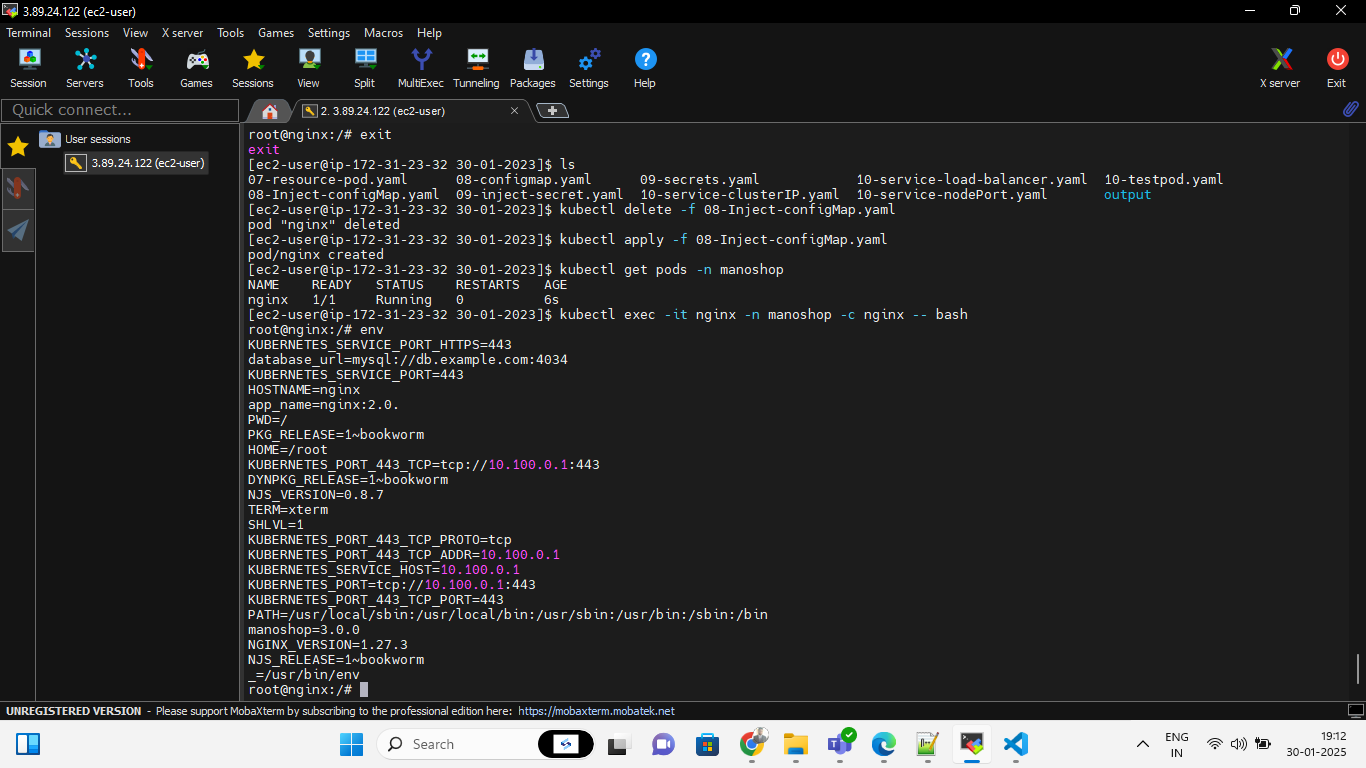 3.89.24.122 (ec2-user)
Terminal Sessions View X server Tools Games Settings Macros Help
Session Servers Tools Games Sessions View Split MultiExec Tunneling Packages Settings Help X server Exit
Quick connect...
2. 3.89.24.122 (ec2-user)
User sessions
3.89.24.122 (ec2-user)
root@nginx:/# exit
exit
[ec2-user@ip-172-31-23-32 30-01-2023]$ ls
07-resource-pod.yaml 08-configmap.yaml 09-secrets.yaml 10-service-load-balancer.yaml 10-testpod.yaml
08-Inject-configMap.yaml 09-inject-secret.yaml 10-service-clusterIP.yaml 10-service-nodePort.yaml output
[ec2-user@ip-172-31-23-32 30-01-2023]$ kubectl delete -f 08-Inject-configMap.yaml
pod "nginx" deleted
[ec2-user@ip-172-31-23-32 30-01-2023]$ kubectl apply -f 08-Inject-configMap.yaml
pod/nginx created
[ec2-user@ip-172-31-23-32 30-01-2023]$ kubectl get pods -n manoshop
NAME READY STATUS RESTARTS AGE
nginx 1/1 Running 0 6s
[ec2-user@ip-172-31-23-32 30-01-2023]$ kubectl exec -it nginx -n manoshop -c nginx -- bash
root@nginx:/# env
KUBERNETES_SERVICE_PORT_HTTPS=443
database_url=mysql://db.example.com:4034
KUBERNETES_SERVICE_PORT=443
HOSTNAME=nginx
app_name=nginx:2.0.
PWD=/
PKG_RELEASE=1~bookworm
HOME=/root
KUBERNETES_PORT_443_TCP=tcp://10.100.0.1:443
DYNPKG_RELEASE=1~bookworm
NJS_VERSION=0.8.7
TERM=xterm
SHLVL=1
KUBERNETES_PORT_443_TCP_PROTO=tcp
KUBERNETES_PORT_443_TCP_ADDR=10.100.0.1
KUBERNETES_SERVICE_HOST=10.100.0.1
KUBERNETES_PORT=tcp://10.100.0.1:443
KUBERNETES_PORT_443_TCP_PORT=443
PATH=/usr/local/sbin:/usr/local/bin:/usr/sbin:/usr/bin:/sbin:/bin
manoshop=3.0.0
NGINX_VERSION=1.27.3
NJS_RELEASE=1~bookworm
_=/usr/bin/env
root@nginx:/#
UNREGISTERED VERSION - Please support MobaXterm by subscribing to the professional edition here: https://mobaxterm.mobatek.net
Search
ENG
IN
19:12
30-01-2025